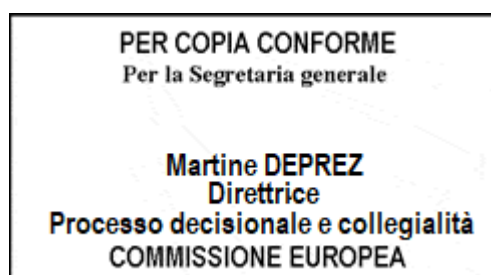 PER COPIA CONFORME
Per la Segretaria generale
Martine DEPREZ
Direttrice
Processo decisionale e collegialità
COMMISSIONE EUROPEA